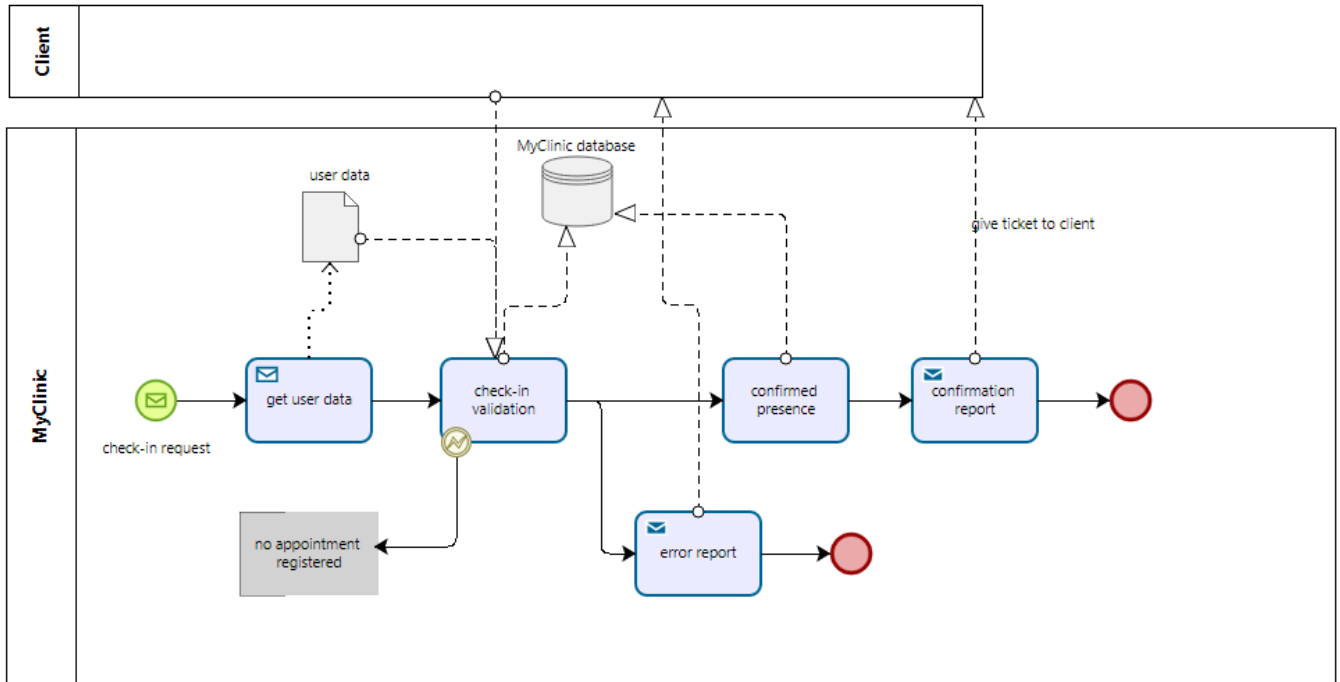 Client
MyClinic
MyClinic database
user data
give ticket to client
get user data
check-in
validation
confirmed
presence
confirmation
report
check-in request
no appointment
registered
error report